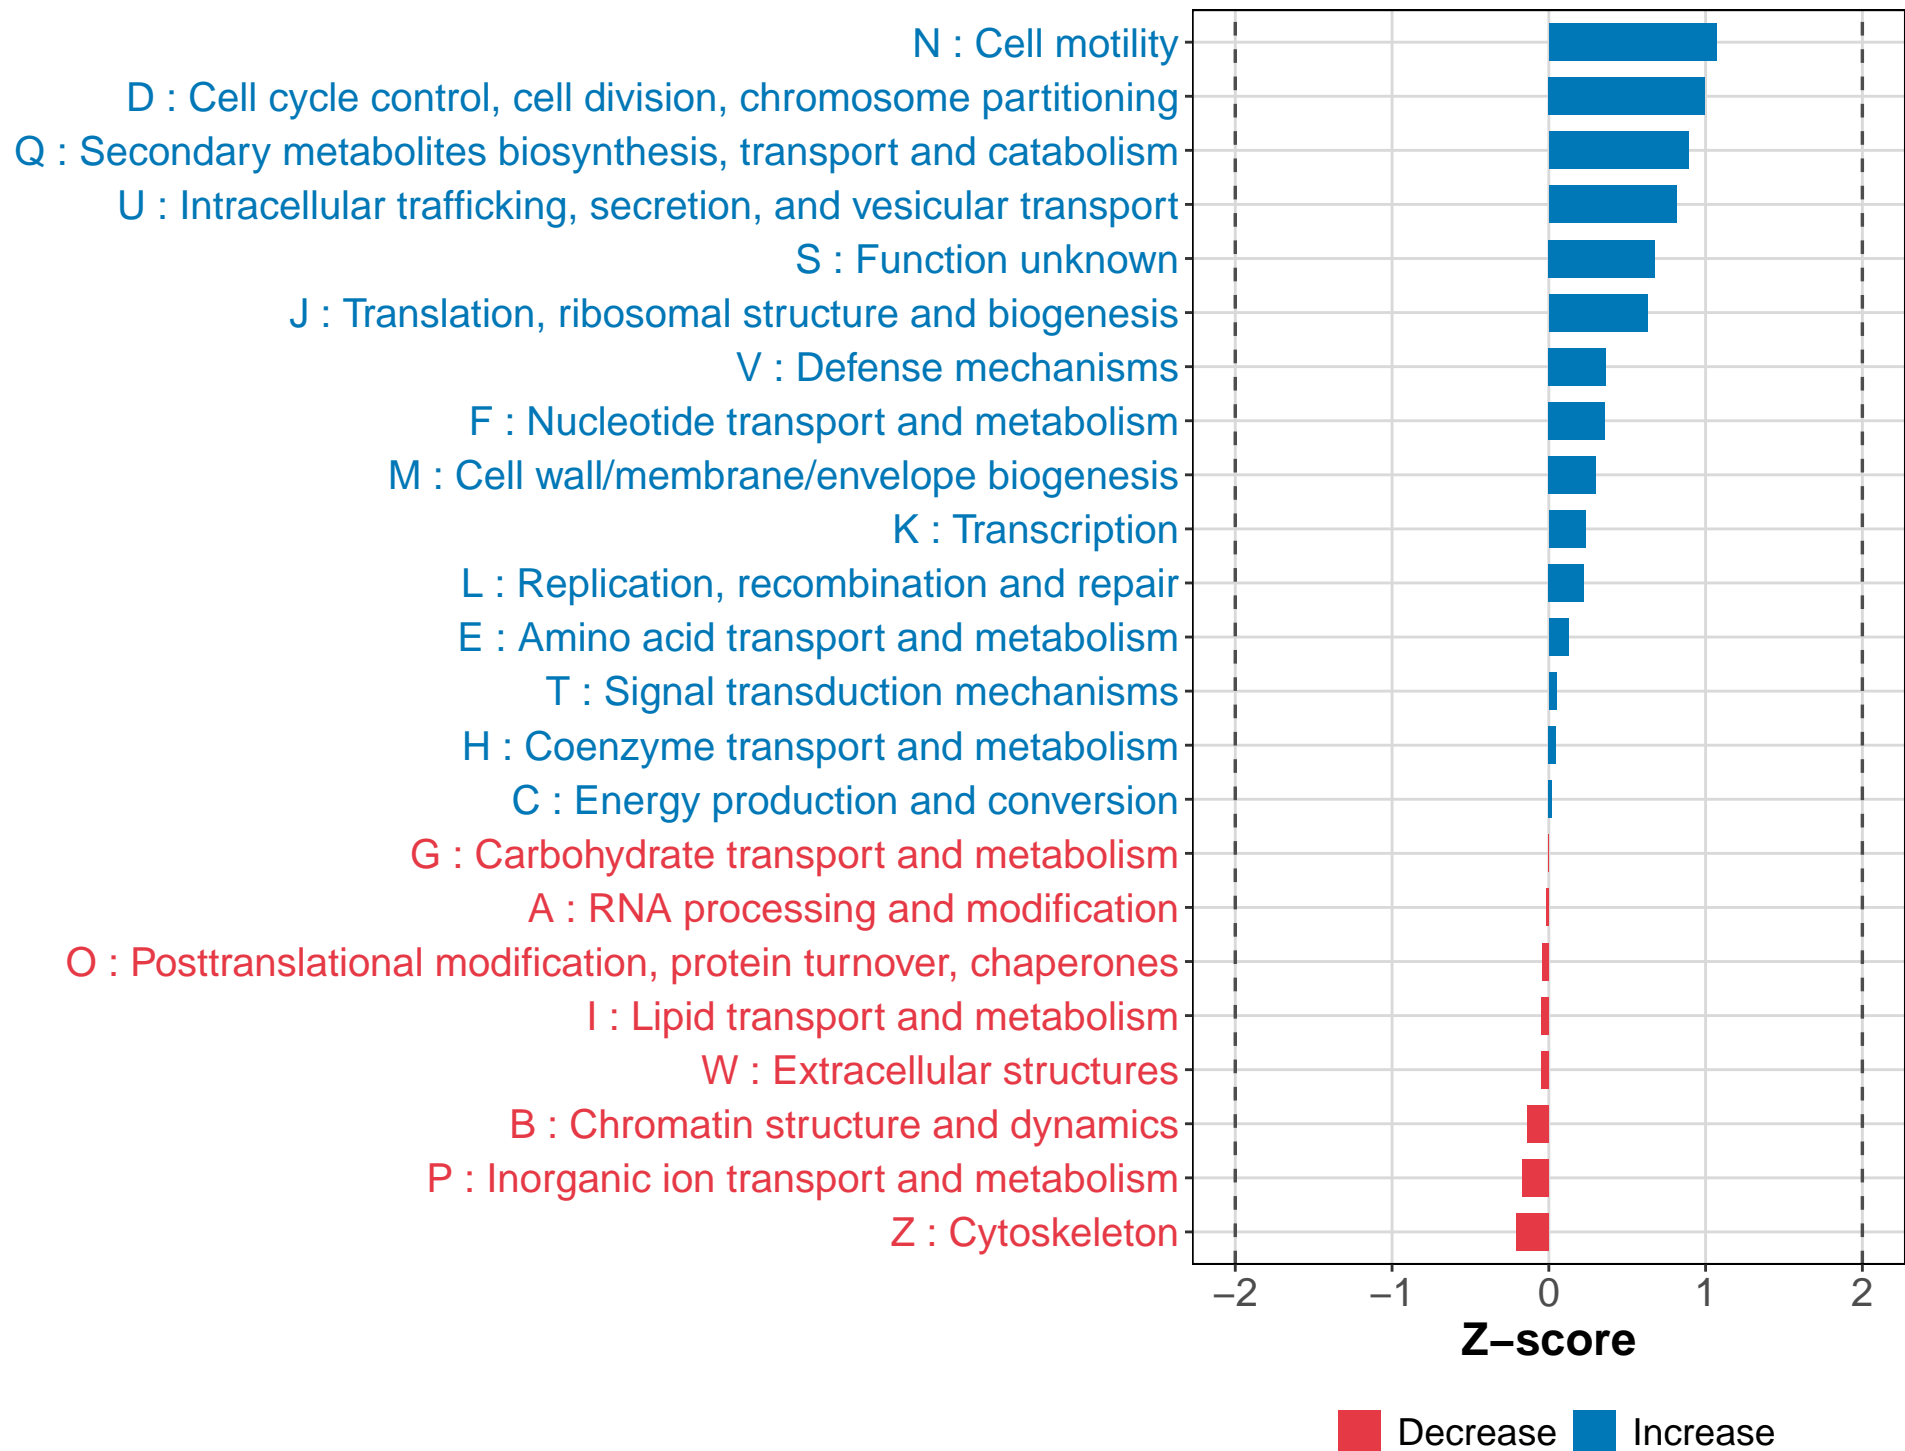 N : Cell motility
D : Cell cycle control, cell division, chromosome partitioning
Q : Secondary metabolites biosynthesis, transport and catabolism
U : Intracellular trafficking, secretion, and vesicular transport
S : Function unknown
J : Translation, ribosomal structure and biogenesis
V : Defense mechanisms
F : Nucleotide transport and metabolism
M : Cell wall/membrane/envelope biogenesis
K : Transcription
L : Replication, recombination and repair
E : Amino acid transport and metabolism
T : Signal transduction mechanisms
H : Coenzyme transport and metabolism
C : Energy production and conversion
G : Carbohydrate transport and metabolism
A : RNA processing and modification
O : Posttranslational modification, protein turnover, chaperones
I : Lipid transport and metabolism
W : Extracellular structures
B : Chromatin structure and dynamics
P : Inorganic ion transport and metabolism
Z : Cytoskeleton
−2 −1 0 1 2
Z−score
Decrease Increase